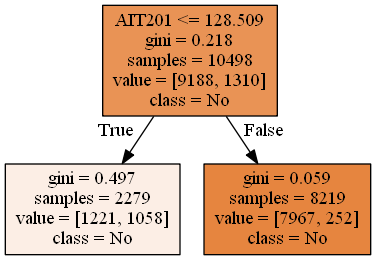 AIT201 <= 128.509
gini = 0.218
samples = 10498
value = [9188, 1310]
class = No
True
False
gini = 0.497
samples = 2279
value = [1221, 1058]
class = No
gini = 0.059
samples = 8219
value = [7967, 252]
class = No